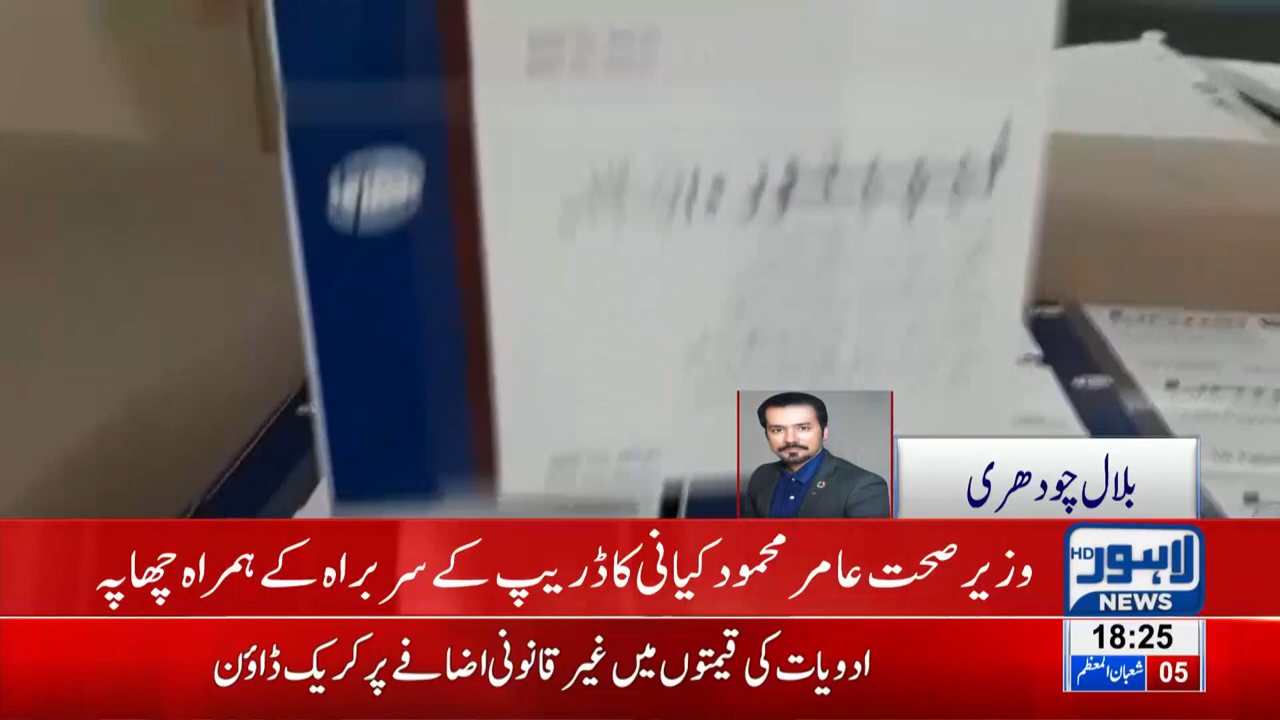 بلال چودھری
وزیر صحت عامر محمود کیانی کا ڈریپ کے سربراہ کے ہمراہ چھاپہ
HD لاہور
NEWS
ادویات کی قیمتوں میں غیر قانونی اضافے پر کریک ڈاؤن
18:25
شعبان المعظم 05